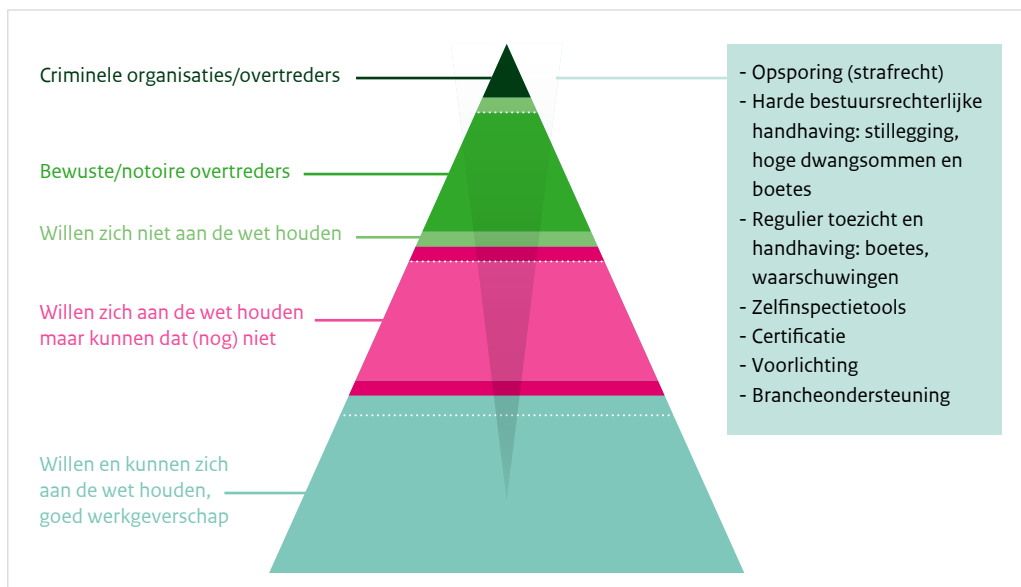 Criminele organisaties/overtreders
Bewuste/notoire overtreders
Willen zich niet aan de wet houden
Willen zich aan de wet houden
maar kunnen dat (nog) niet
Willen en kunnen zich
aan de wet houden,
goed werkgeverschap
- Opsporing (strafrecht)
- Harde bestuursrechterlijke
handhaving: stillegging,
hoge dwangsommen en
boetes
- Regulier toezicht en
handhaving: boetes,
waarschuwingen
- Zelfinspectietools
- Certificatie
- Voorlichting
- Brancheondersteuning